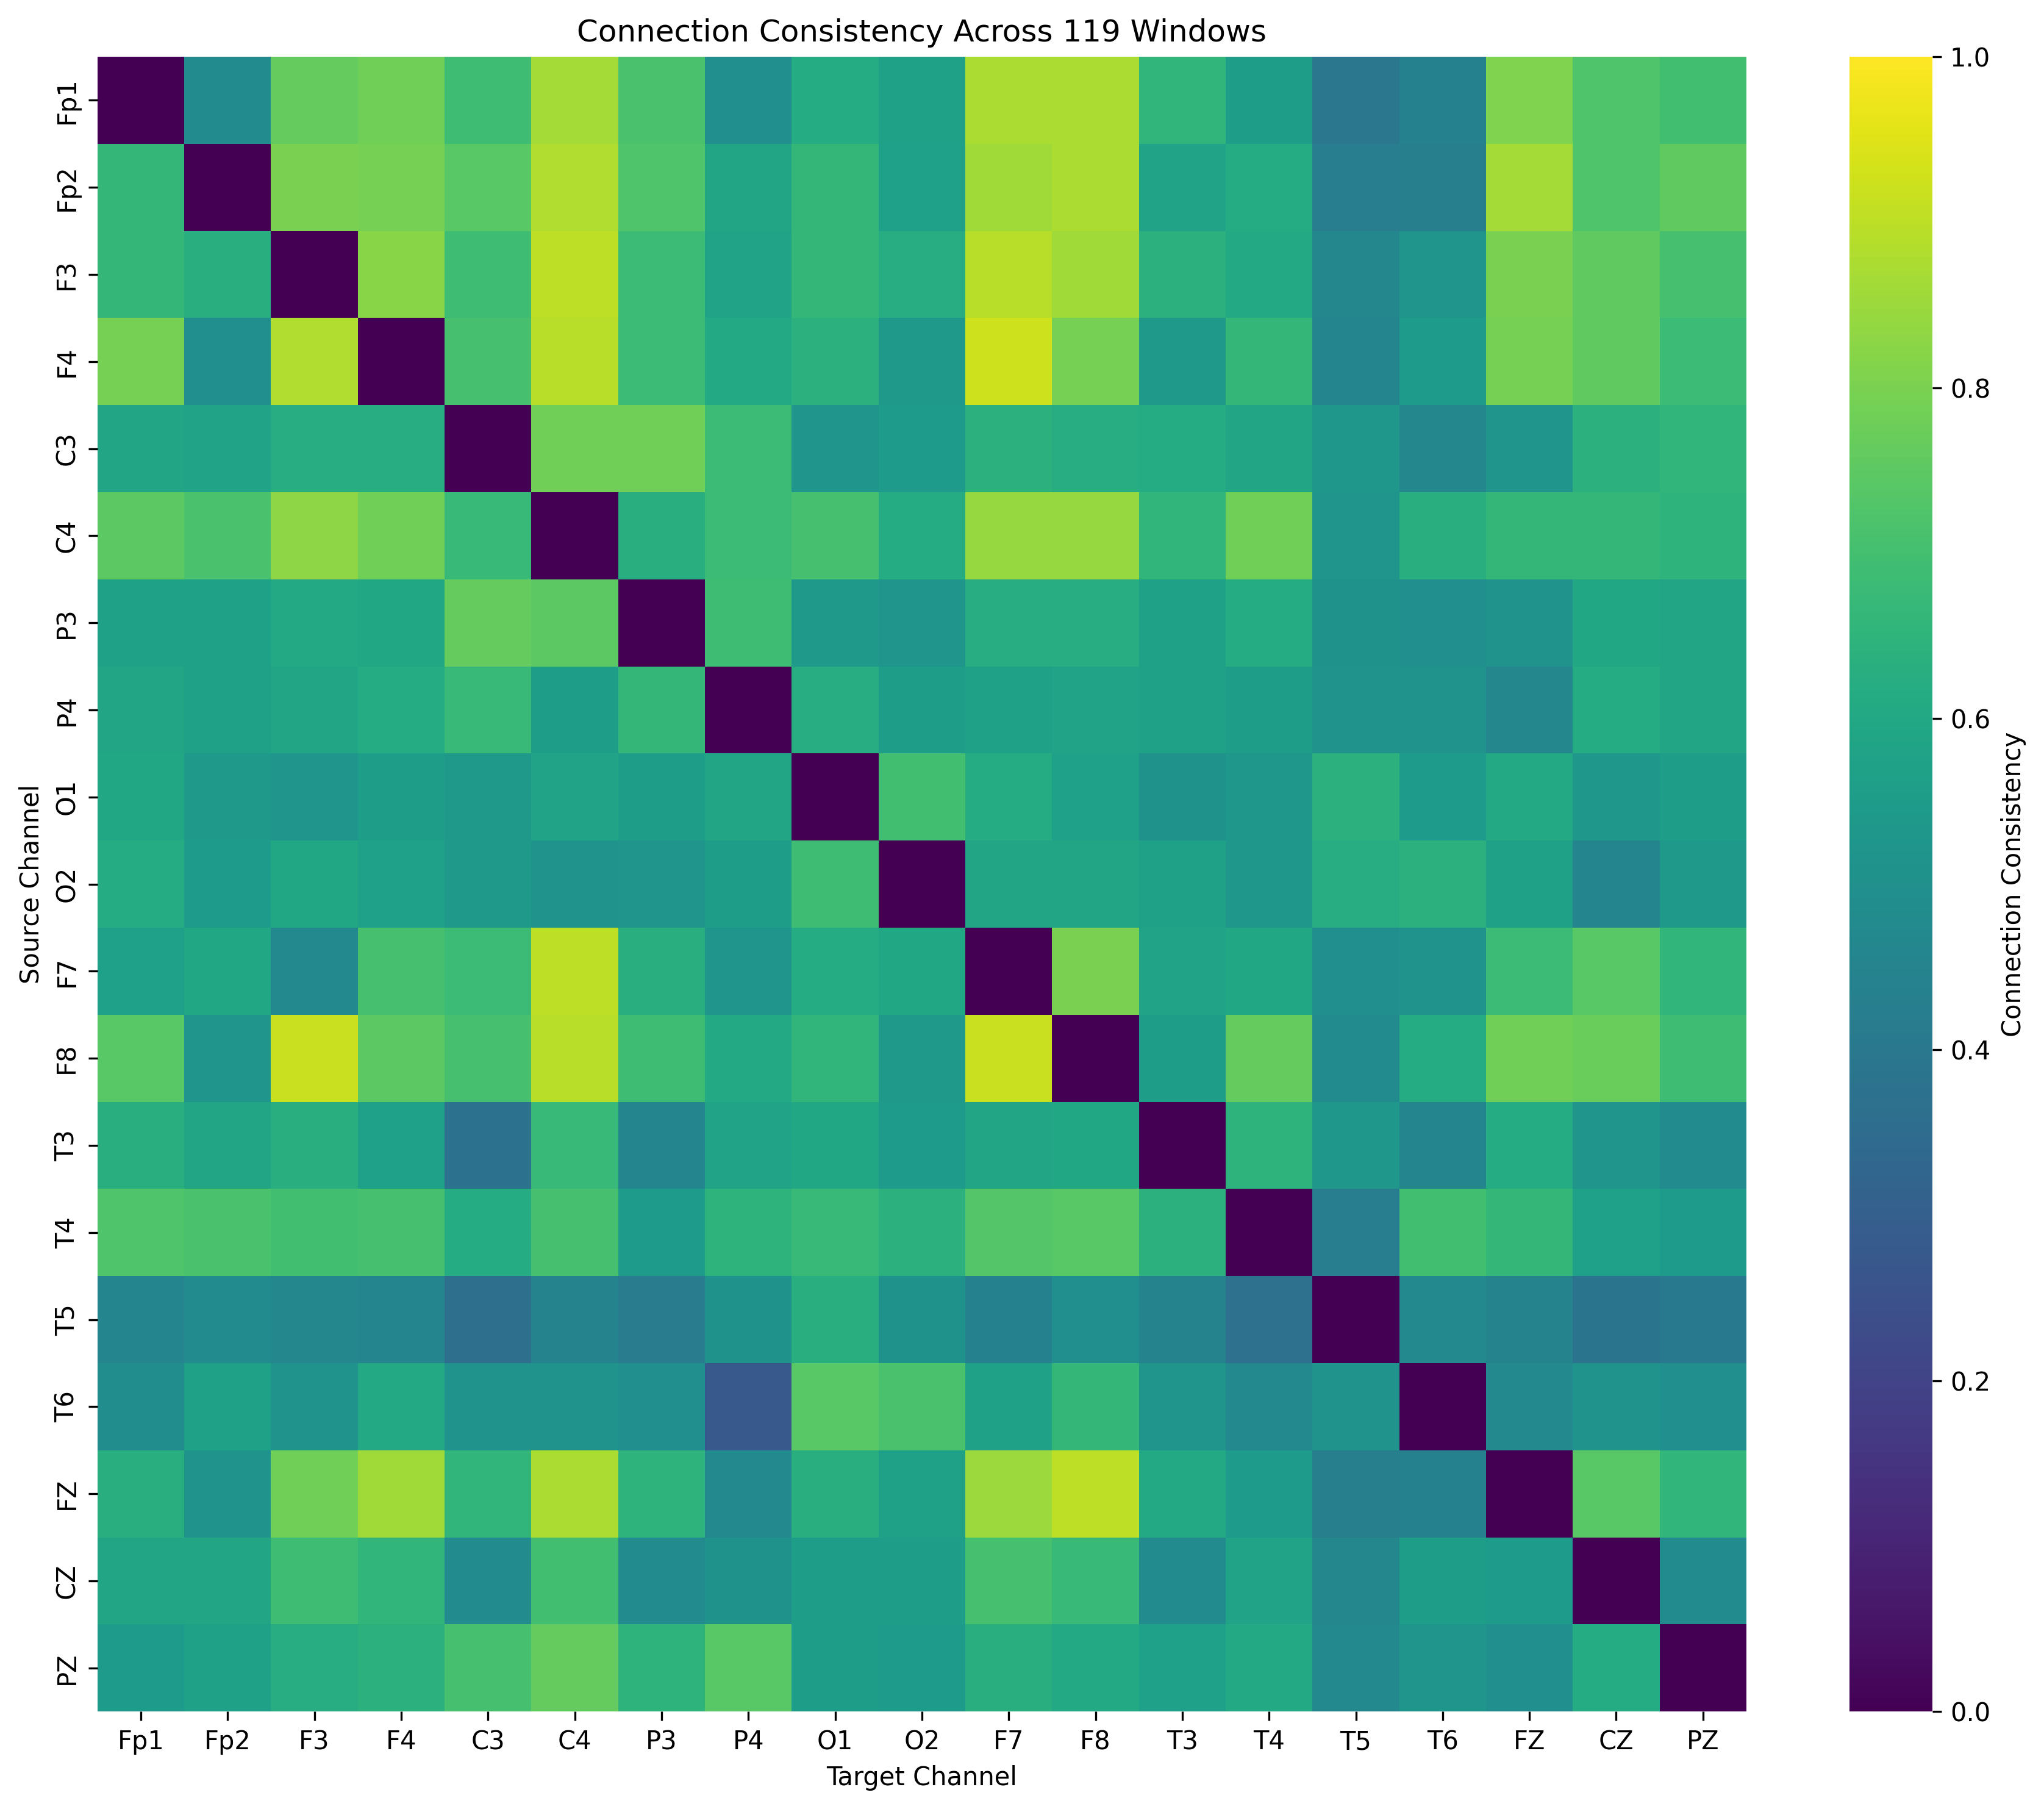 Connection Consistency Across 119 Windows
Source Channel
Fp1
Fp2
F3
F4
C3
C4
P3
P4
O1
O2
F7
F8
T3
T4
T5
T6
FZ
CZ
PZ
Fp1 Fp2 F3 F4 C3 C4 P3 P4 O1 O2 F7 F8 T3 T4 T5 T6 FZ CZ PZ
Target Channel
1.0
0.8
0.6
0.4
0.2
0.0
Connection Consistency